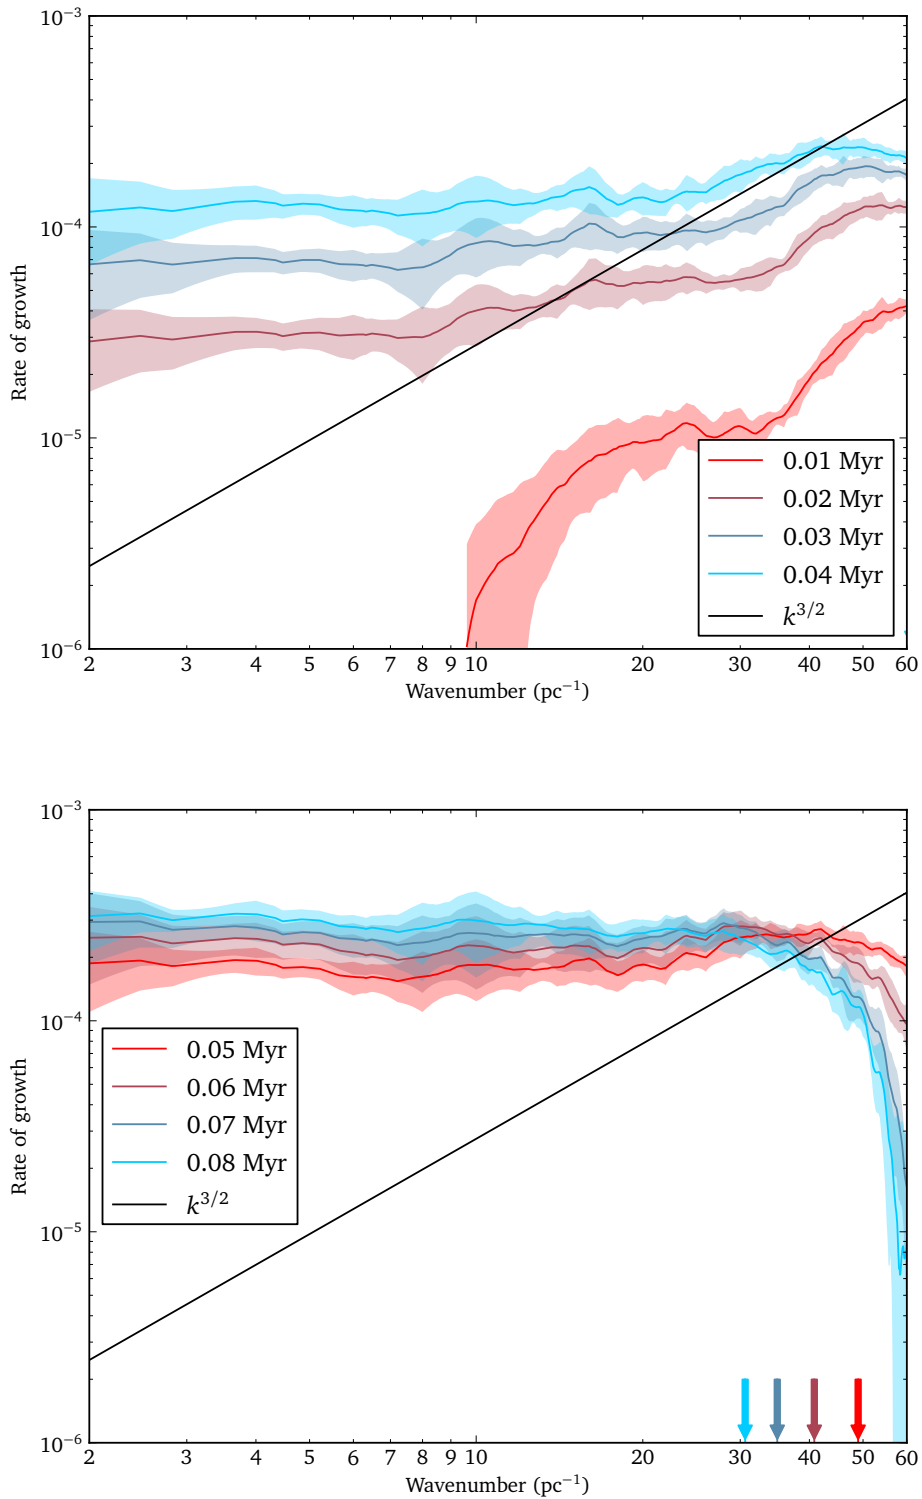 10⁻³
10⁻⁴
10⁻⁵
10⁻⁶
Rate of growth
0.01 Myr
0.02 Myr
0.03 Myr
0.04 Myr
k³/²
2 3 4 5 6 7 8 9 10 20 30 40 50 60
Wavenumber (pc⁻¹)
10⁻³
10⁻⁴
10⁻⁵
10⁻⁶
Rate of growth
0.05 Myr
0.06 Myr
0.07 Myr
0.08 Myr
k³/²
2 3 4 5 6 7 8 9 10 20 30 40 50 60
Wavenumber (pc⁻¹)